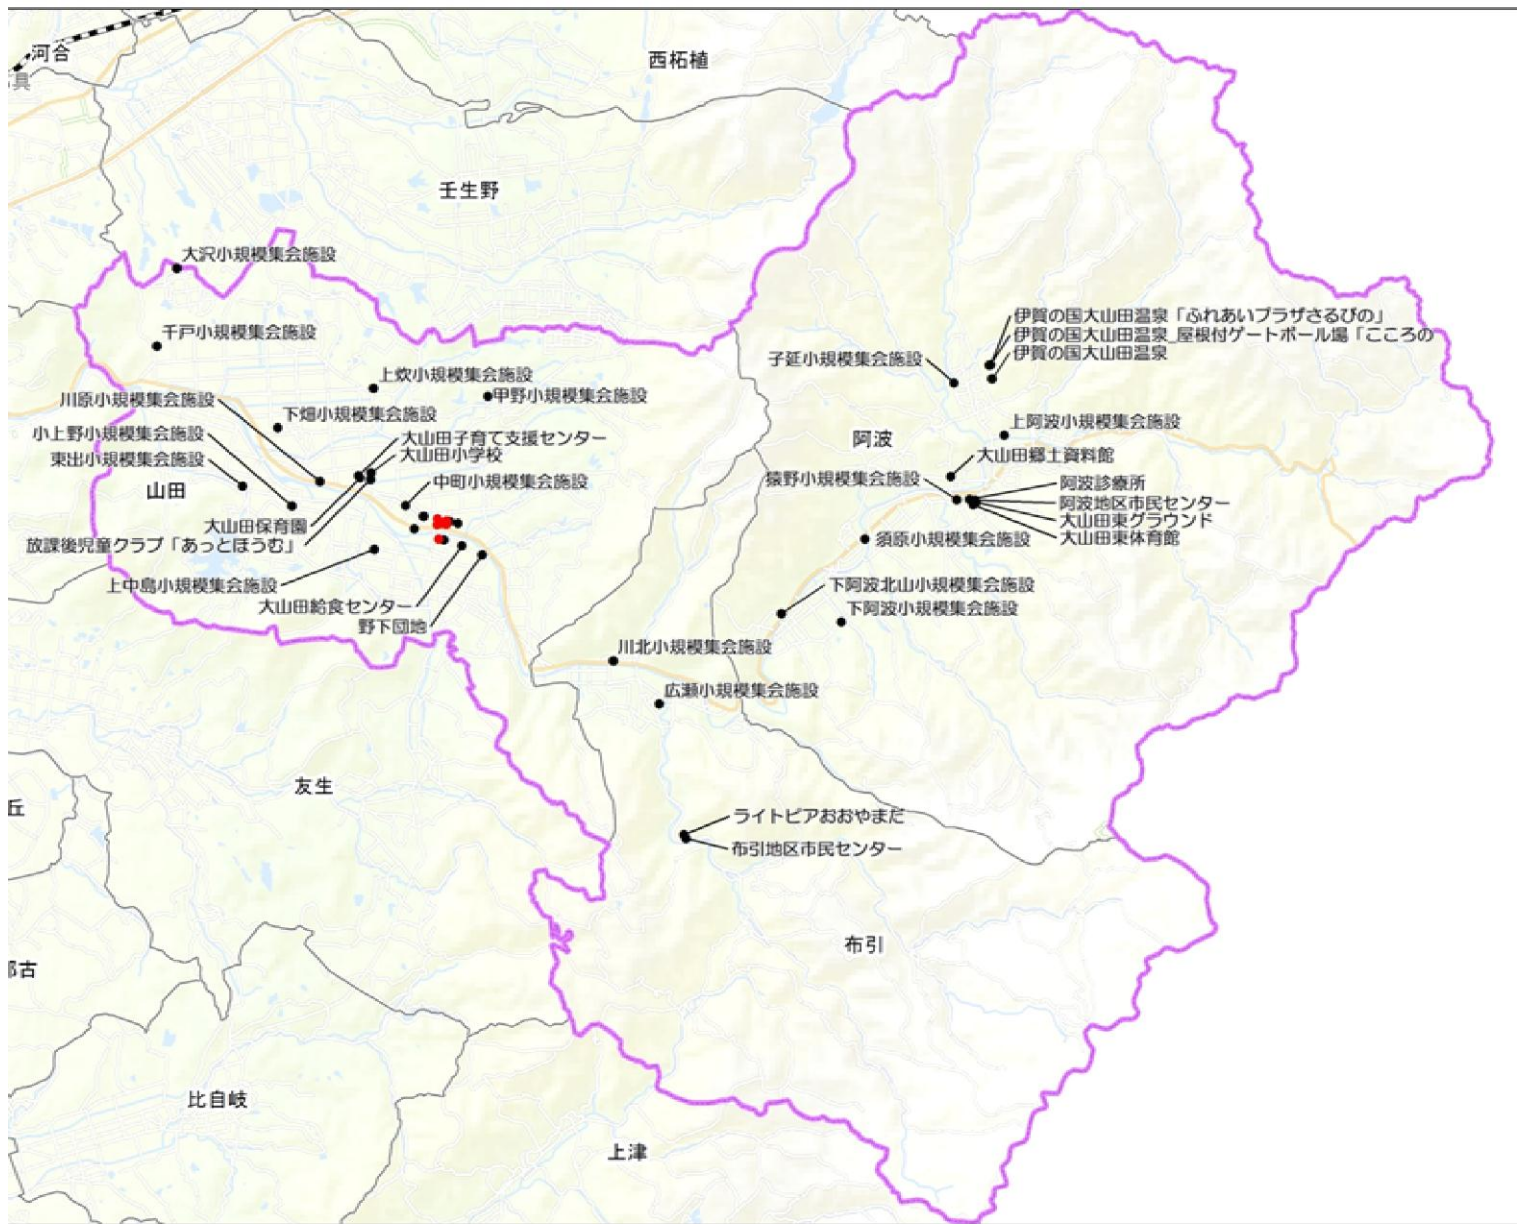 河合
西柘植
具
壬生野
大沢小規模集会施設
千戸小規模集会施設
伊賀の国大山田温泉「ふれあいプラザさるびの」
伊賀の国大山田温泉_屋根付ゲートボール場「こころの
伊賀の国大山田温泉
子延小規模集会施設
上炊小規模集会施設
甲野小規模集会施設
川原小規模集会施設
下畑小規模集会施設
上阿波小規模集会施設
小上野小規模集会施設
大山田子育て支援センター
阿波
大山田小学校
大山田郷土資料館
東出小規模集会施設
猿野小規模集会施設
中町小規模集会施設
阿波診療所
山田
阿波地区市民センター
大山田東グラウンド
大山田保育園
大山田東体育館
須原小規模集会施設
放課後児童クラブ「あっとほうむ」
上中島小規模集会施設
下阿波北山小規模集会施設
大山田給食センター
下阿波小規模集会施設
野下団地
川北小規模集会施設
広瀬小規模集会施設
友生
丘
ライトピアおおやまだ
布引地区市民センター
布引
古
比自岐
上津